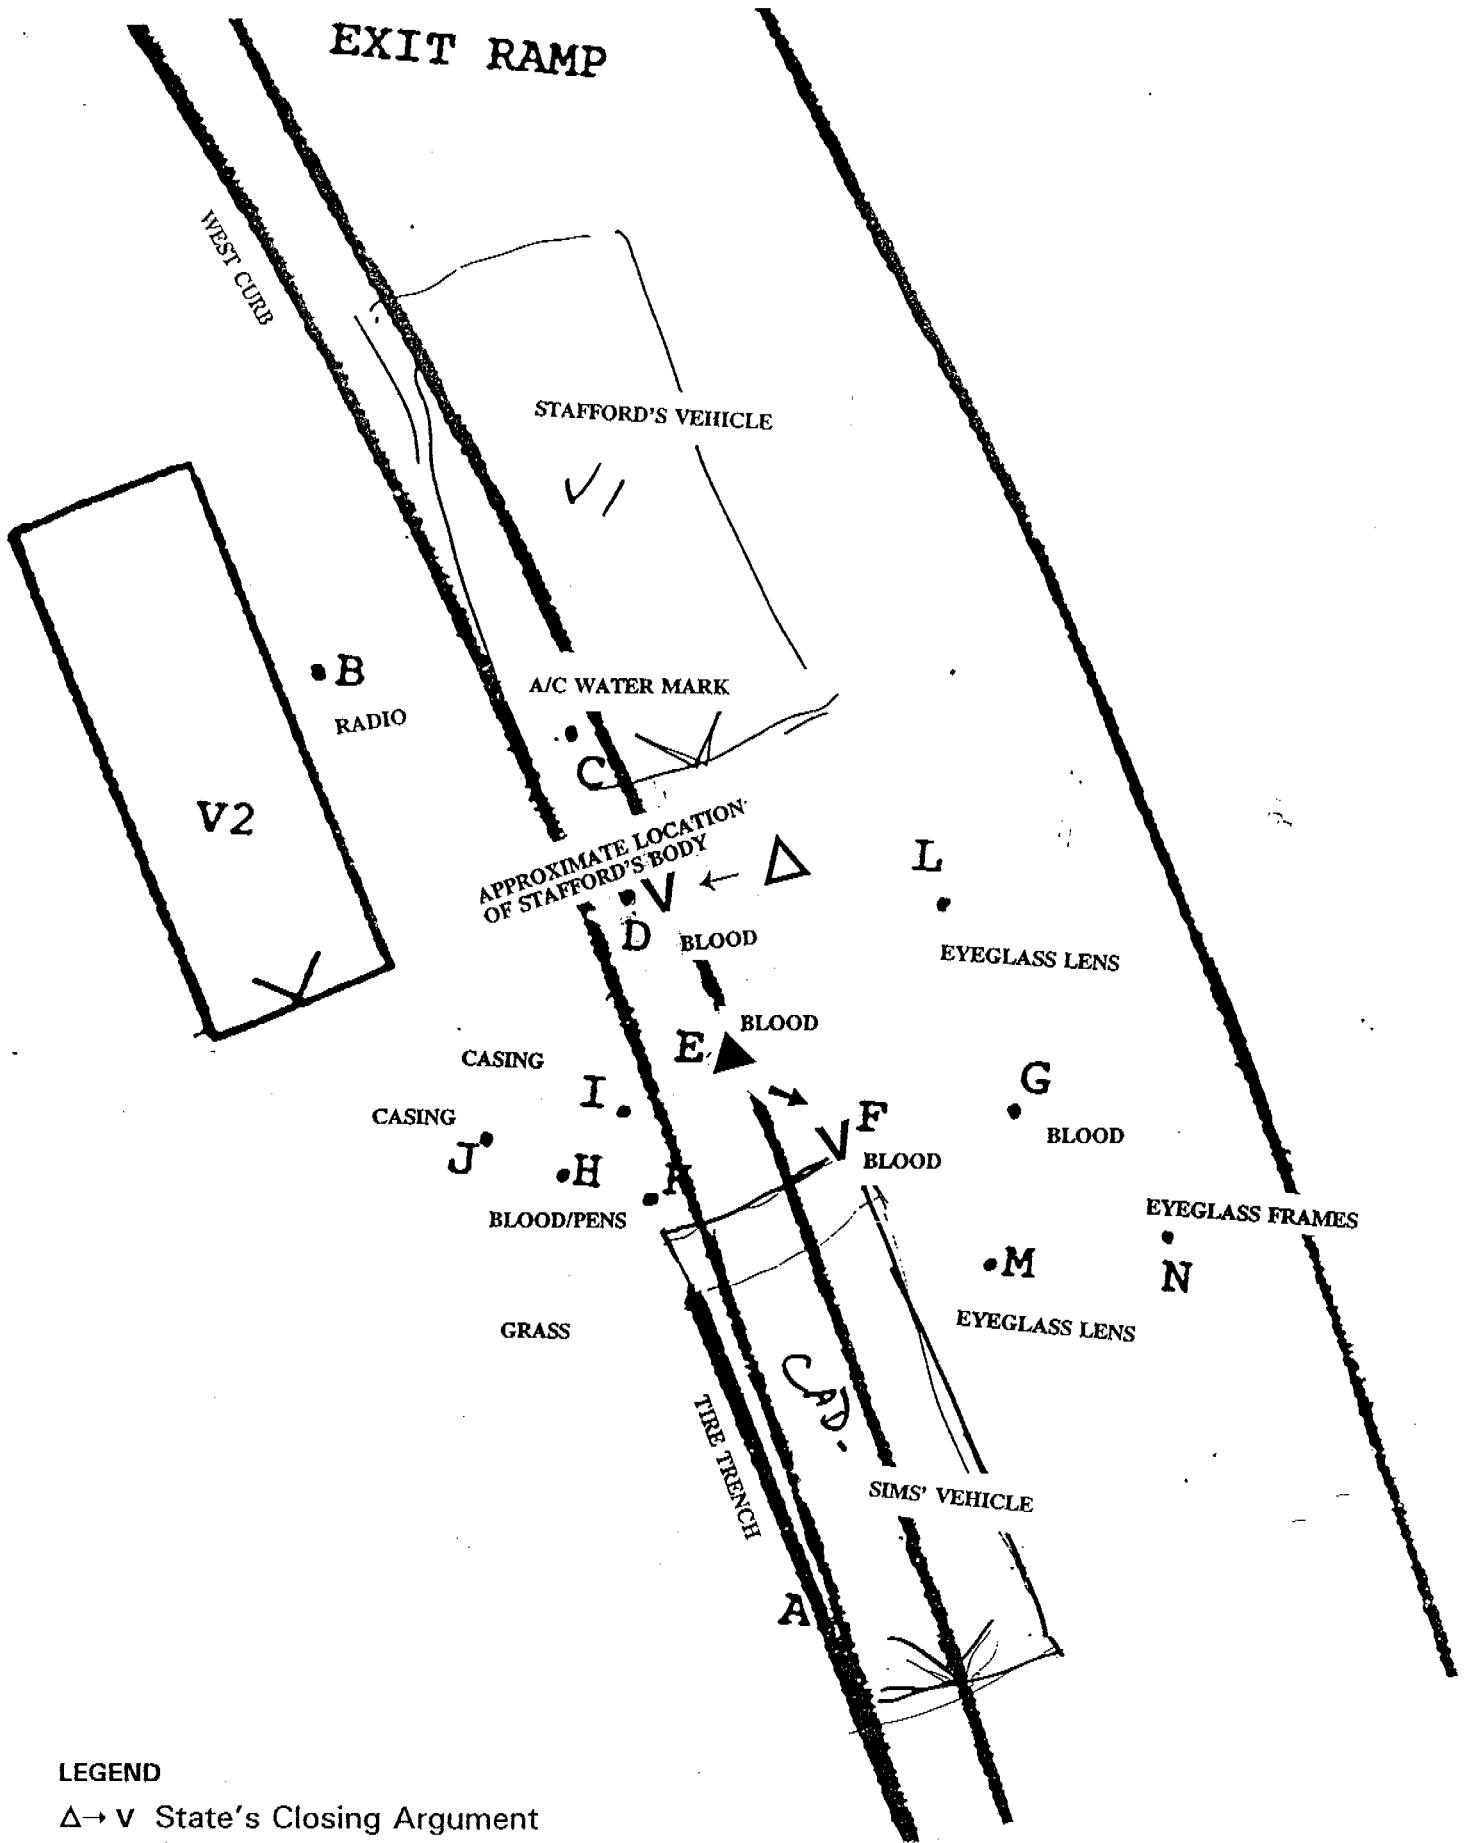 EXIT RAMP
WEST CURB
STAFFORD'S VEHICLE
V1
B
RADIO
A/C WATER MARK
C
V2
APPROXIMATE LOCATION
OF STAFFORD'S BODY
V ← Δ
L
D
BLOOD
EYEGLASS LENS
BLOOD
E
CASING
I
G
CASING
BLOOD
J
V
F
BLOOD
H
BLOOD/PENS
EYEGLASS FRAMES
M
N
EYEGLASS LENS
GRASS
CAD.
TIRE TRENCH
SIMS' VEHICLE
A
LEGEND
Δ→ V State's Closing Argument